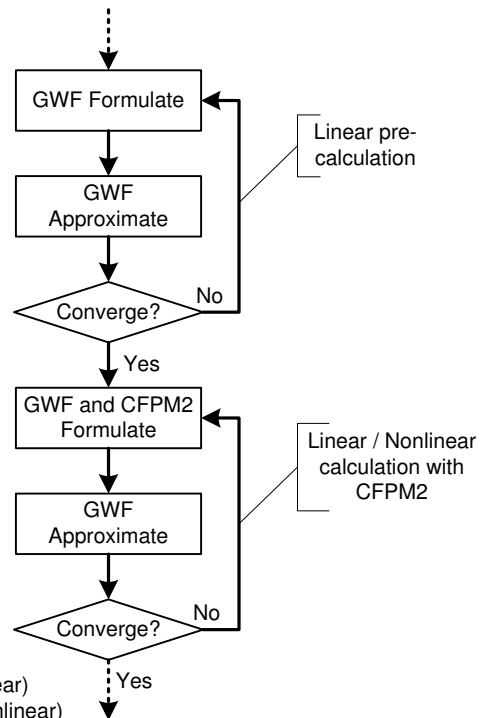 GWF Formulate
Linear pre-
calculation
GWF
Approximate
No
Converge?
Yes
GWF and CFPM2
Formulate
Linear / Nonlinear
calculation with
CFPM2
GWF
Approximate
No
Converge?
Yes